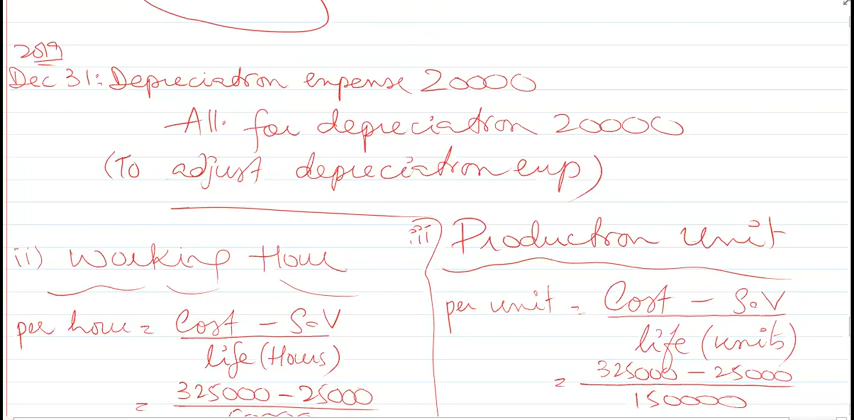 2019
Dec 31: Depreciation expense 20000
All. for depreciation 20000
(To adjust depreciation exp)
ii) Working Hour
per hour = Cost - S.V
life (Hours)
= 325000 - 25000
iii) Production Unit
per unit = Cost - S.V
life (units)
= 325000 - 25000
150000